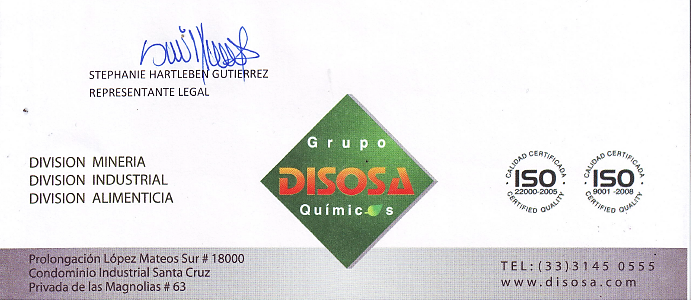 STEPHANIE HARTLEBEN GUTIERREZ
REPRESENTANTE LEGAL
Grupo
DISOSA
Químicos
DIVISION MINERIA
DIVISION INDUSTRIAL
DIVISION ALIMENTICIA
CALIDAD CERTIFICADA
ISO
22000-2005
CERTIFIED QUALITY
CALIDAD CERTIFICADA
ISO
9001-2008
CERTIFIED QUALITY
Prolongación López Mateos Sur # 18000
Condominio Industrial Santa Cruz
Privada de las Magnolias # 63
TEL: (33)3145 0555
www.disosa.com